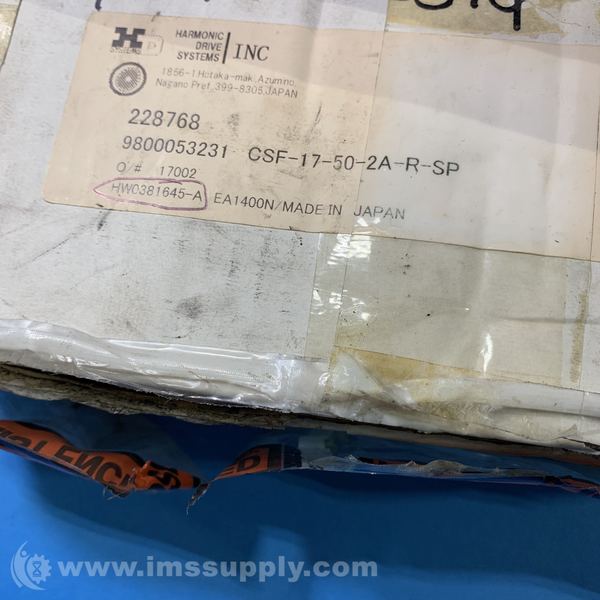 HARMONIC
DRIVE
SYSTEMS
INC
SYSTEMS
1856-1, Hotaka-maki, Azumino,
Nagano Pref. 399-8305, JAPAN
228768
9800053231 CSF-17-50-2A-R-SP
O/# 17002
HW0381645-A EA1400N/MADE IN JAPAN
www.imssupply.com